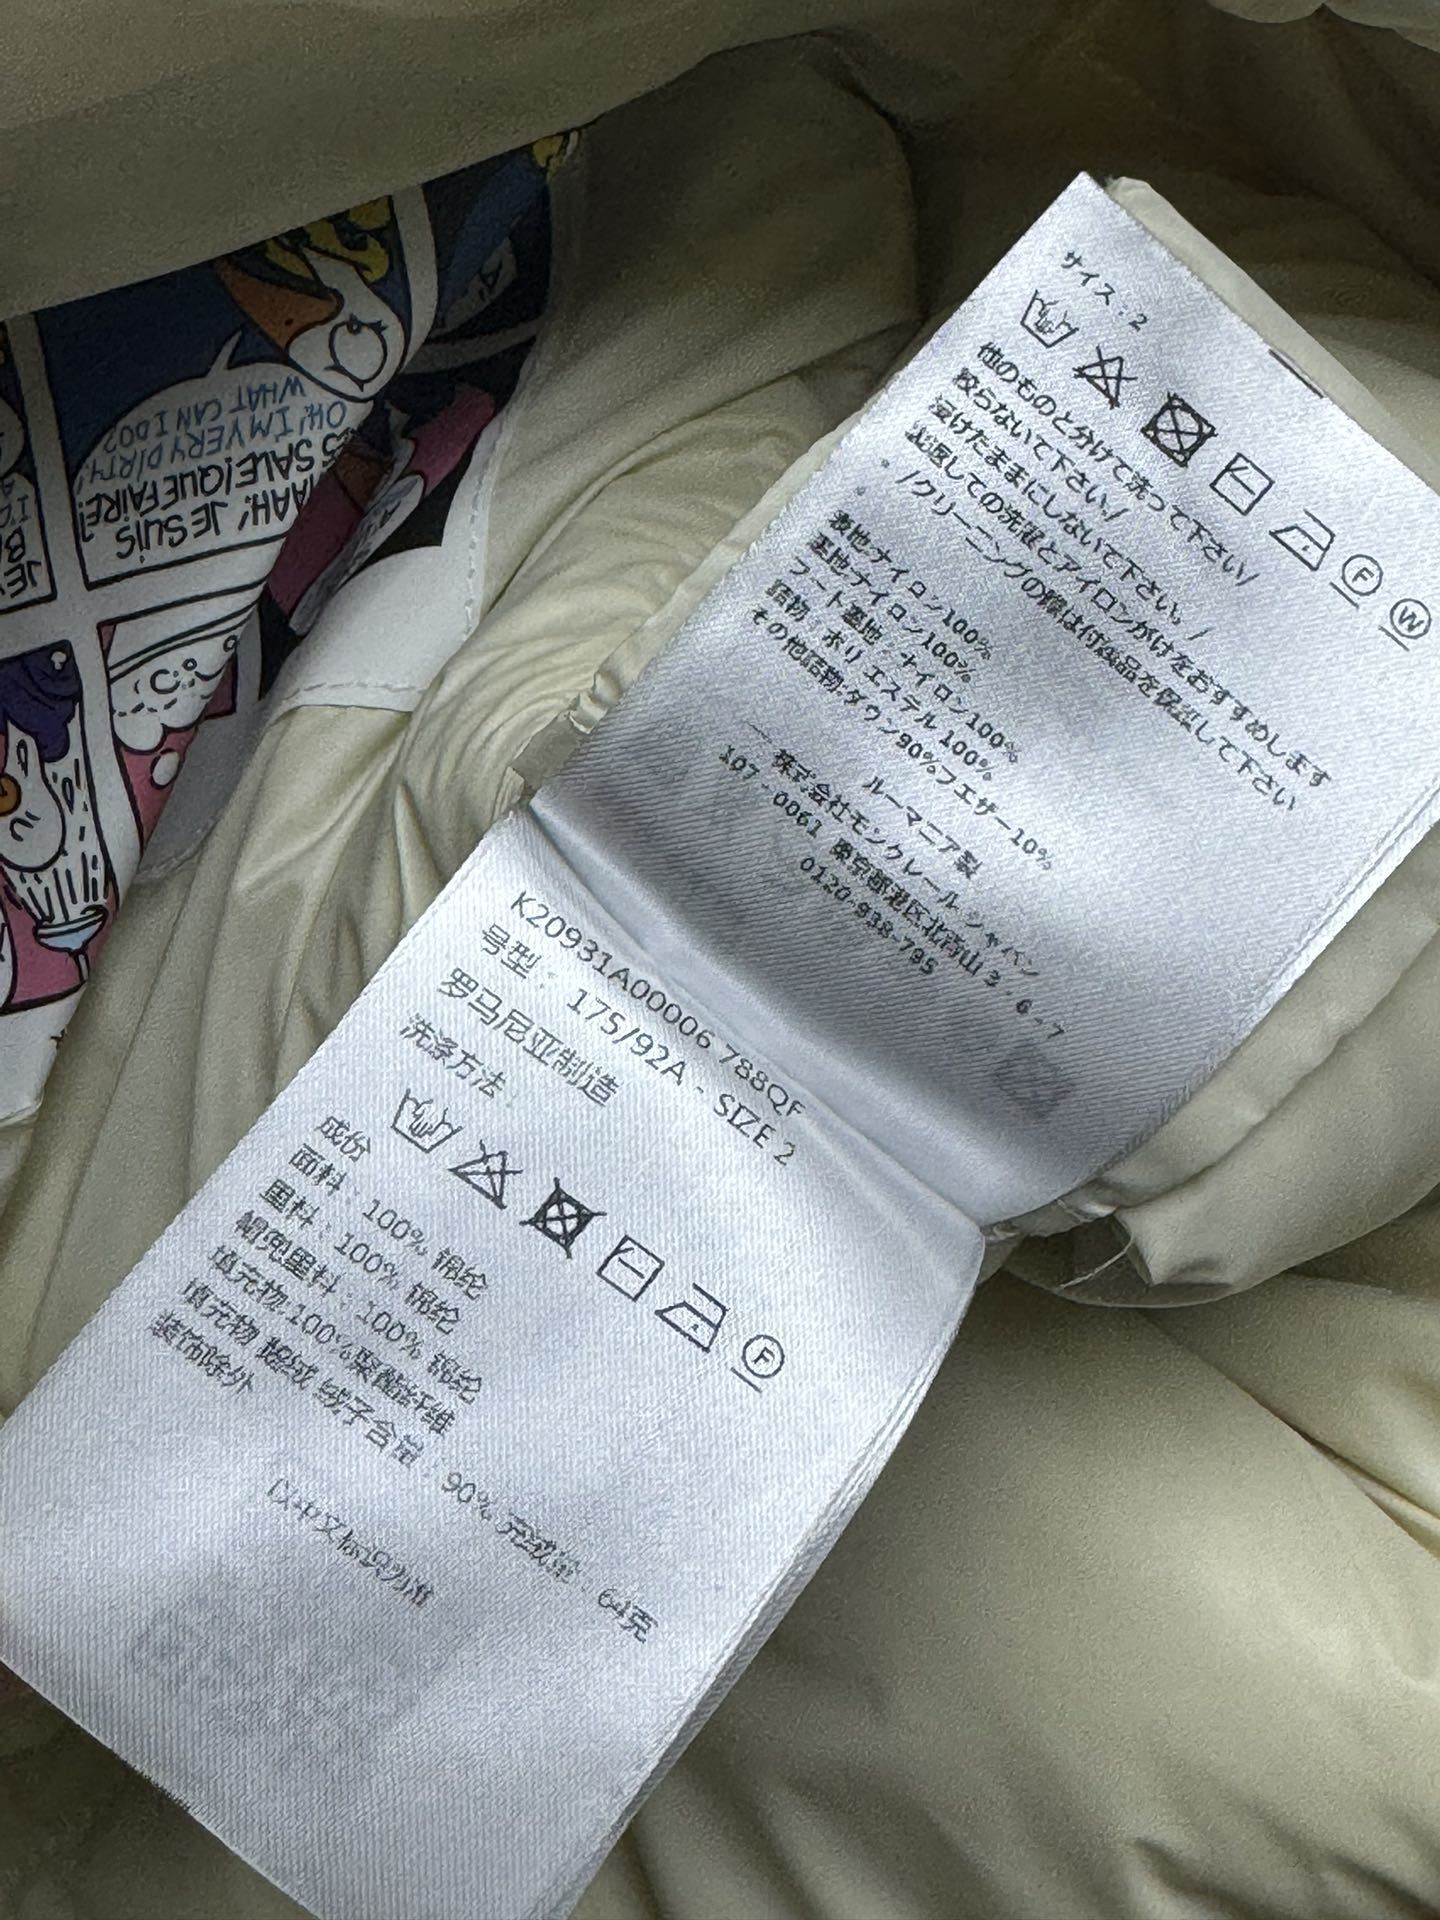 サイズ:2
他のものと分けて洗って下さい/
絞らないで下さい/
浸けたままにしないで下さい。/
裏返しての洗濯とアイロンがけをおすすめします
。/クリーニングの際は付属品を保護して下さい
。
表地:ナイロン100%
裏地:ナイロン100%
フード裏地:ナイロン100%
詰物:ポリエステル100%
その他詰物:ダウン90%フェザー10%
ルーマニア製
株式会社モンクレール ジャパン
107-0061 東京都港区北青山 3-6-7
0120-938-795
F
W
K20931A00006 788QF
号型: 175/92A - SIZE 2
罗马尼亚制造
洗涤方法:
F
成份
面料:100% 锦纶
里料:100% 锦纶
帽兜里料:100% 锦纶
填充物:100%聚酯纤维
填充物 鹅绒 绒子含量:90% 充绒量:64克
装饰除外
以中文标识为准
AAH! JE SUIS
SALE! QUE FAIRE?
OH! I'M VERY DIRTY,
WHAT CAN I DO?